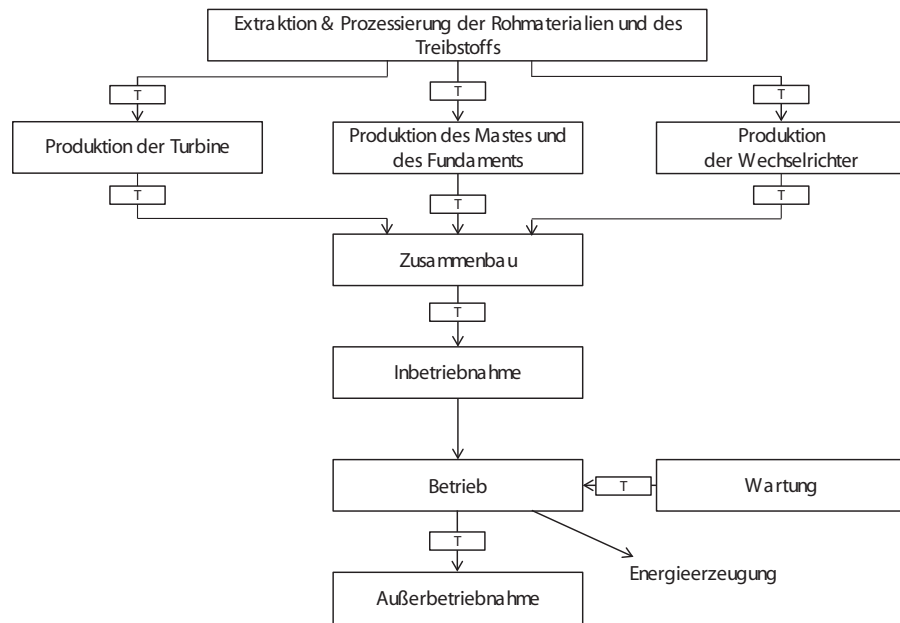 Extraktion & Prozessierung der Rohmaterialien und des
Treibstoffs
T
T
T
Produktion der Turbine
Produktion des Mastes und
des Fundaments
Produktion
der Wechselrichter
T
T
T
Zusammenbau
T
Inbetriebnahme
Betrieb
T
Wartung
T
Energieerzeugung
Außerbetriebnahme